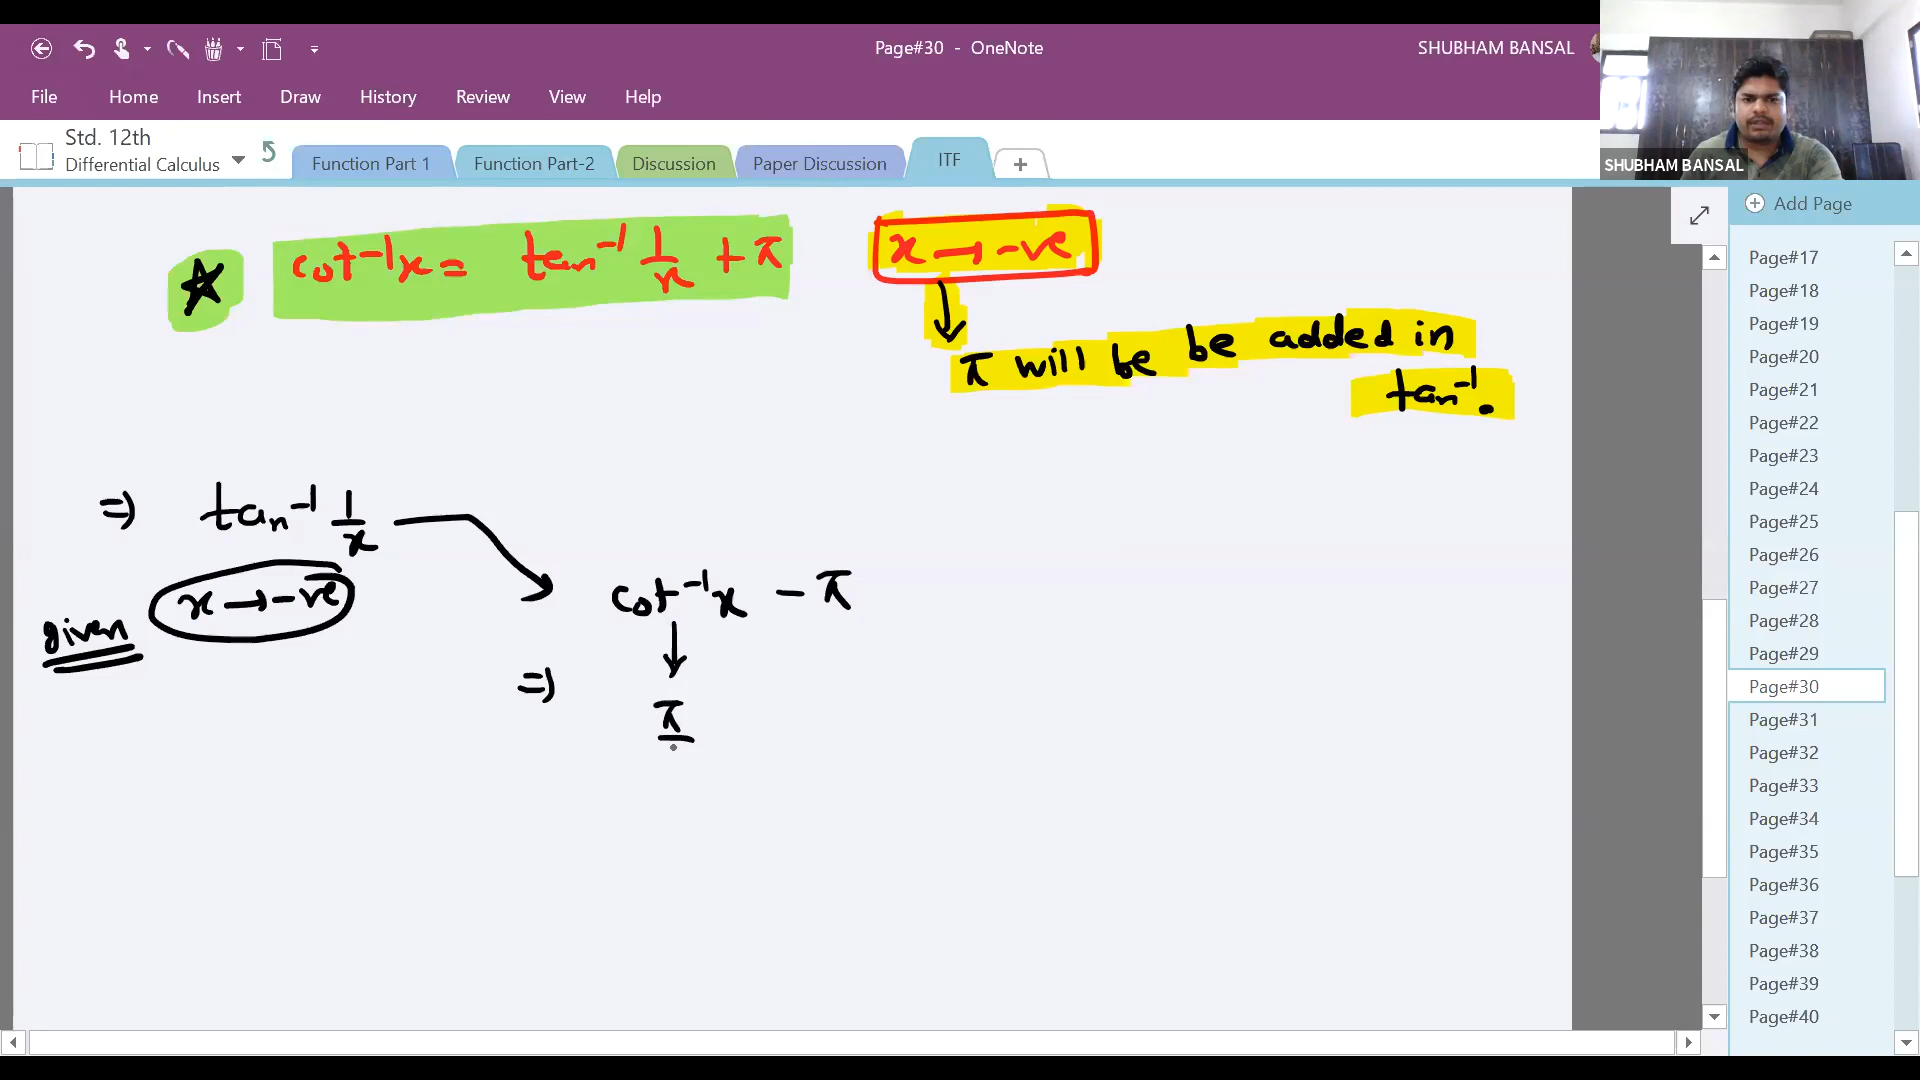 Page#30 - OneNote
SHUBHAM BANSAL
File Home Insert Draw History Review View Help
Std. 12th
Differential Calculus
Function Part 1
Function Part-2
Discussion
Paper Discussion
ITF
+
SHUBHAM BANSAL
Add Page
cot⁻¹x = tan⁻¹ 1/x + π
x → -ve
π will be be added in
tan⁻¹.
⇒ tan⁻¹ 1/x
x → -ve
given
cot⁻¹x - π
⇒
π
Page#17
Page#18
Page#19
Page#20
Page#21
Page#22
Page#23
Page#24
Page#25
Page#26
Page#27
Page#28
Page#29
Page#30
Page#31
Page#32
Page#33
Page#34
Page#35
Page#36
Page#37
Page#38
Page#39
Page#40